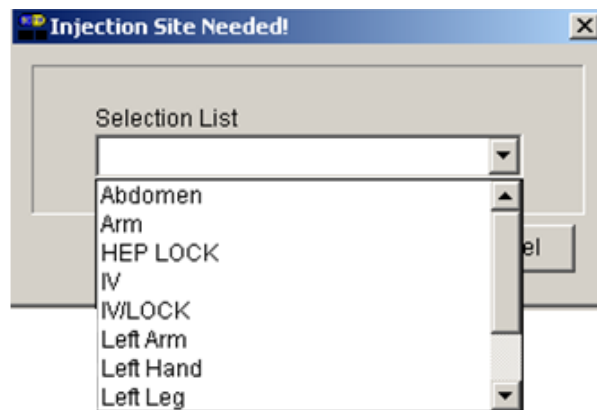 Injection Site Needed!
Selection List
Abdomen
Arm
HEP LOCK
IV
IV/LOCK
Left Arm
Left Hand
Left Leg